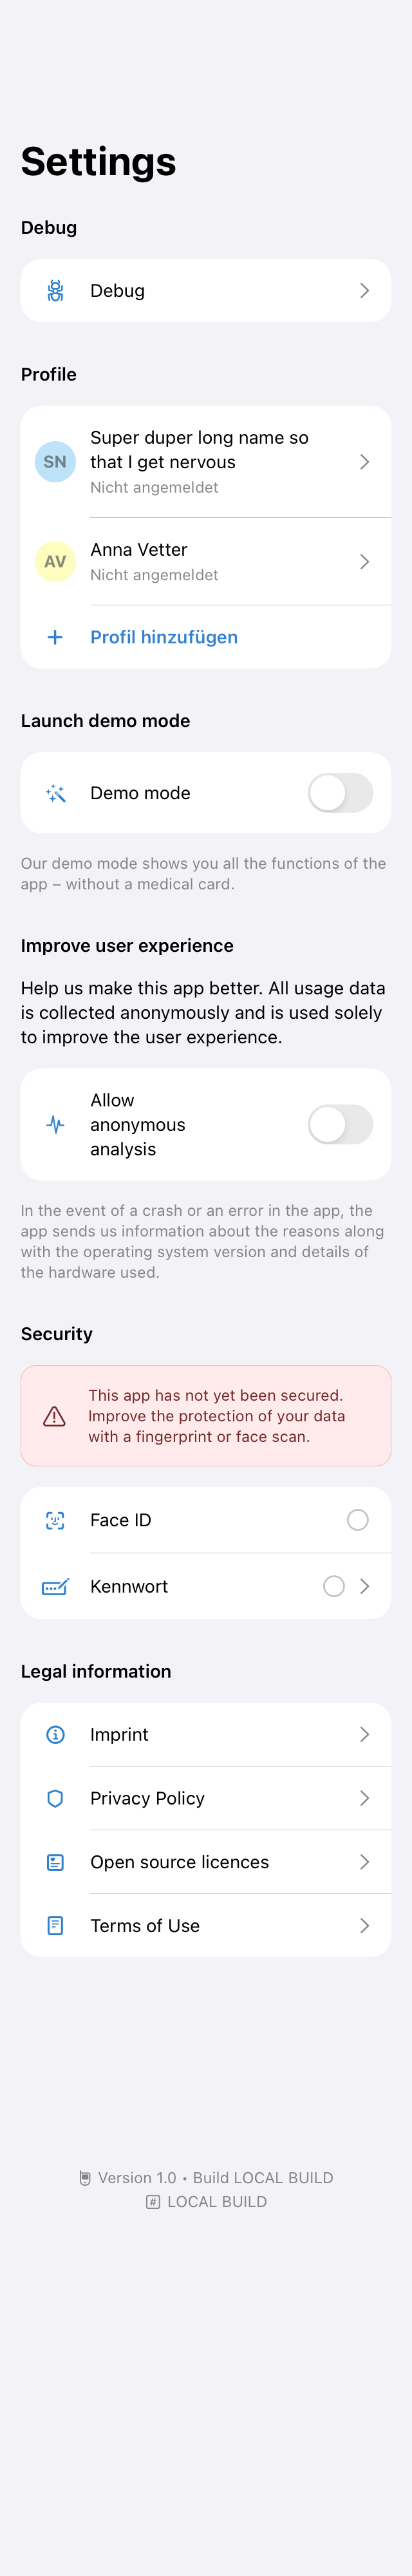 Settings
Debug
Debug
Profile
SN
Super duper long name so
that I get nervous
Nicht angemeldet
AV
Anna Vetter
Nicht angemeldet
Profil hinzufügen
Launch demo mode
Demo mode
Our demo mode shows you all the functions of the
app – without a medical card.
Improve user experience
Help us make this app better. All usage data
is collected anonymously and is used solely
to improve the user experience.
Allow
anonymous
analysis
In the event of a crash or an error in the app, the
app sends us information about the reasons along
with the operating system version and details of
the hardware used.
Security
This app has not yet been secured.
Improve the protection of your data
with a fingerprint or face scan.
Face ID
Kennwort
Legal information
Imprint
Privacy Policy
Open source licences
Terms of Use
Version 1.0 • Build LOCAL BUILD
# LOCAL BUILD